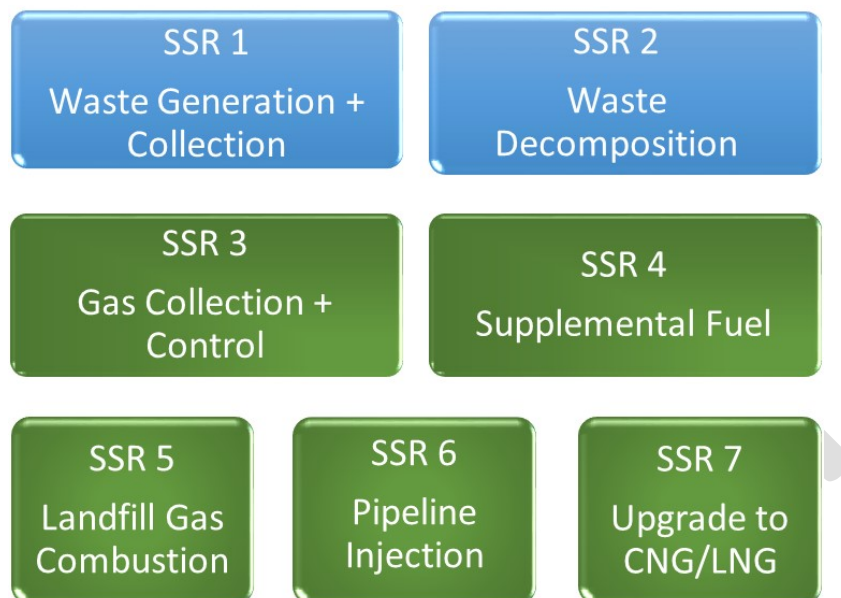 SSR 1
Waste Generation +
Collection
SSR 2
Waste
Decomposition
SSR 3
Gas Collection +
Control
SSR 4
Supplemental Fuel
SSR 5
Landfill Gas
Combustion
SSR 6
Pipeline
Injection
SSR 7
Upgrade to
CNG/LNG